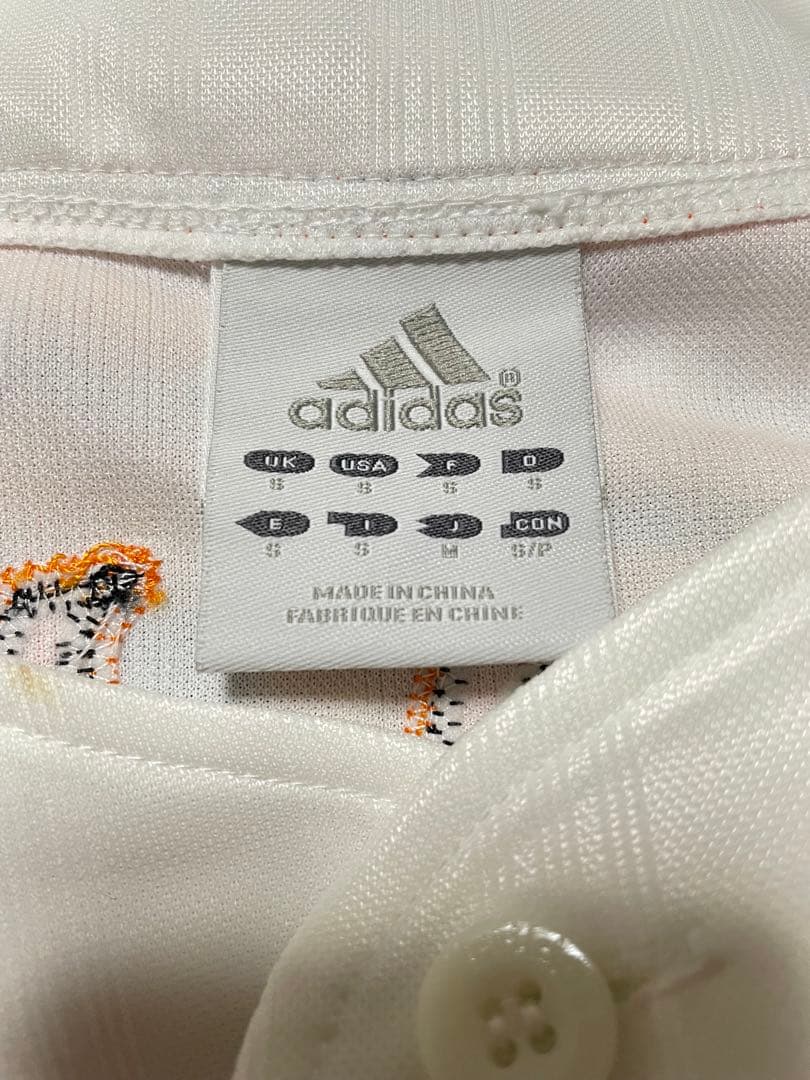 adidas®
UK USA F D
S S S S
E I J CON
S S M S/P
MADE IN CHINA
FABRIQUE EN CHINE